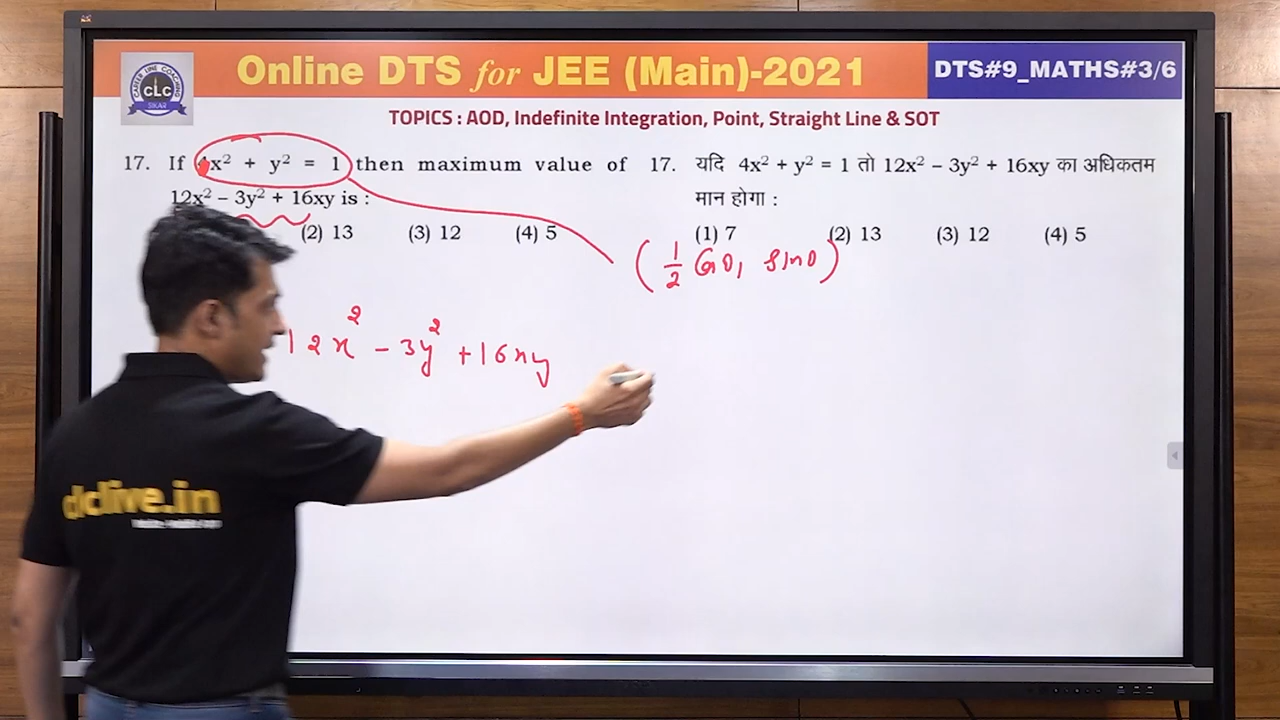 Online DTS for JEE (Main)-2021
DTS#9_MATHS#3/6
CLC
SIKAR
TOPICS : AOD, Indefinite Integration, Point, Straight Line & SOT
17. If 4x² + y² = 1 then maximum value of
12x² – 3y² + 16xy is :
(2) 13 (3) 12 (4) 5
17. यदि 4x² + y² = 1 तो 12x² – 3y² + 16xy का अधिकतम
मान होगा :
(1) 7 (2) 13 (3) 12 (4) 5
(1/2 cosθ, sinθ)
12x² – 3y² + 16xy
clclive.in